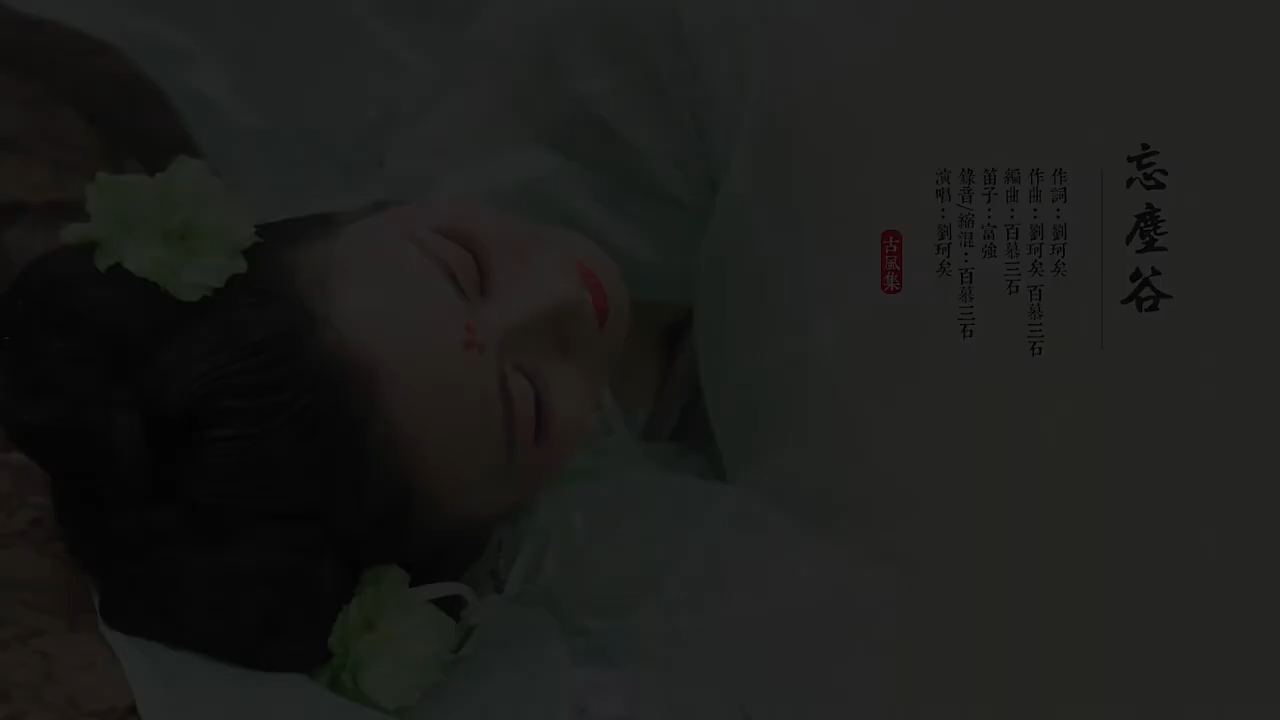 忘塵谷
作詞：劉珂矣
作曲：劉珂矣 百慕三石
編曲：百慕三石
笛子：富強
錄音/縮混：百慕三石
演唱：劉珂矣
古風集